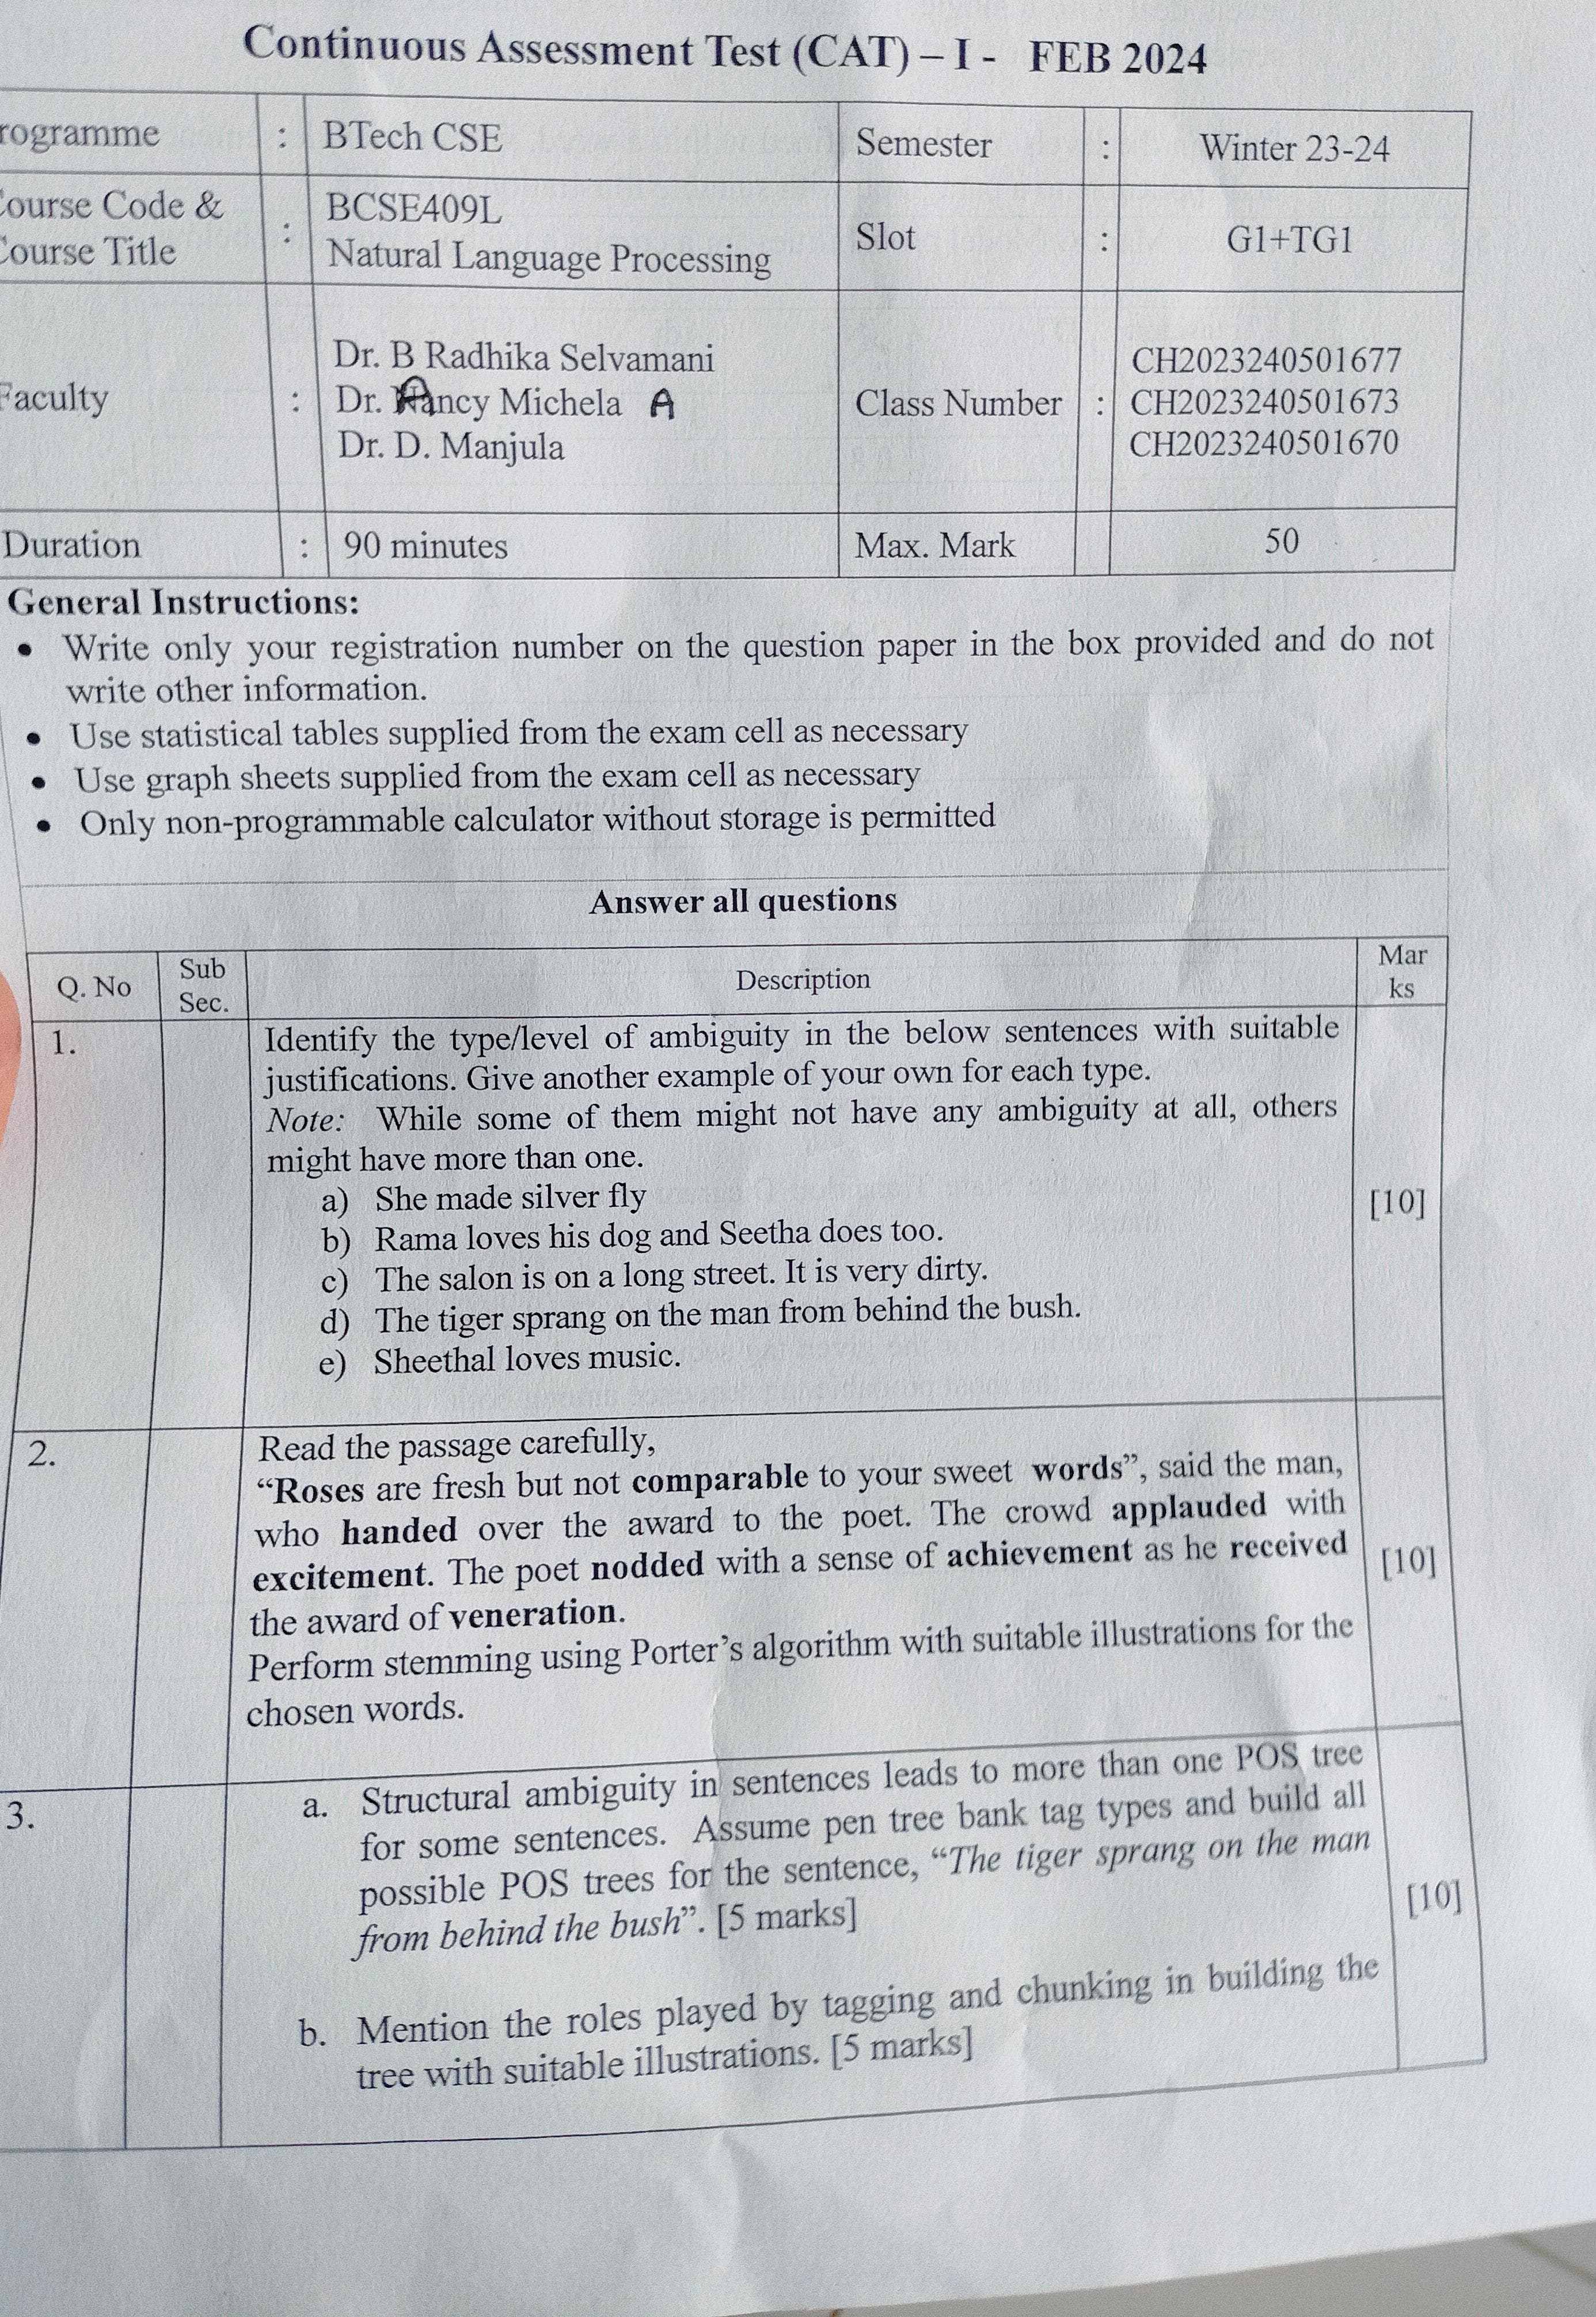 Continuous Assessment Test (CAT) – I - FEB 2024
rogramme : BTech CSE Semester : Winter 23-24
Course Code & Course Title : BCSE409L Natural Language Processing Slot : G1+TG1
Faculty : Dr. B Radhika Selvamani
Dr. Ancy Michela A
Dr. D. Manjula
Class Number : CH2023240501677
CH2023240501673
CH2023240501670
Duration : 90 minutes Max. Mark 50
General Instructions:
• Write only your registration number on the question paper in the box provided and do not
write other information.
• Use statistical tables supplied from the exam cell as necessary
• Use graph sheets supplied from the exam cell as necessary
• Only non-programmable calculator without storage is permitted
Answer all questions
Q. No Sub Sec. Description Mar ks
1. Identify the type/level of ambiguity in the below sentences with suitable
justifications. Give another example of your own for each type.
Note: While some of them might not have any ambiguity at all, others
might have more than one.
a) She made silver fly
[10]
b) Rama loves his dog and Seetha does too.
c) The salon is on a long street. It is very dirty.
d) The tiger sprang on the man from behind the bush.
e) Sheethal loves music.
2. Read the passage carefully,
“Roses are fresh but not comparable to your sweet words”, said the man,
who handed over the award to the poet. The crowd applauded with
excitement. The poet nodded with a sense of achievement as he received
[10]
the award of veneration.
Perform stemming using Porter’s algorithm with suitable illustrations for the
chosen words.
3. a. Structural ambiguity in sentences leads to more than one POS tree
for some sentences. Assume pen tree bank tag types and build all
possible POS trees for the sentence, “The tiger sprang on the man
from behind the bush”. [5 marks]
[10]
b. Mention the roles played by tagging and chunking in building the
tree with suitable illustrations. [5 marks]